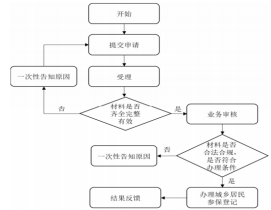 开始
提交申请
一次性告知原因
受理
材料是否
齐全完整
有效
否
是
业务审核
材料是否
合法合规，
是否符合
办理条件
否
一次性告知原因
是
办理城乡居民
参保登记
结果反馈